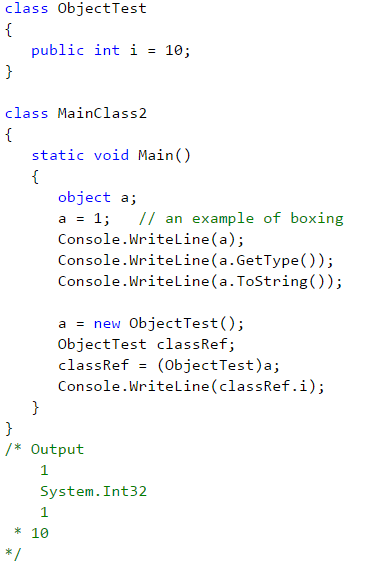 class ObjectTest
{
   public int i = 10;
}

class MainClass2
{
   static void Main()
   {
      object a;
      a = 1;   // an example of boxing
      Console.WriteLine(a);
      Console.WriteLine(a.GetType());
      Console.WriteLine(a.ToString());

      a = new ObjectTest();
      ObjectTest classRef;
      classRef = (ObjectTest)a;
      Console.WriteLine(classRef.i);
   }
}
/* Output
    1
    System.Int32
    1
 * 10
*/